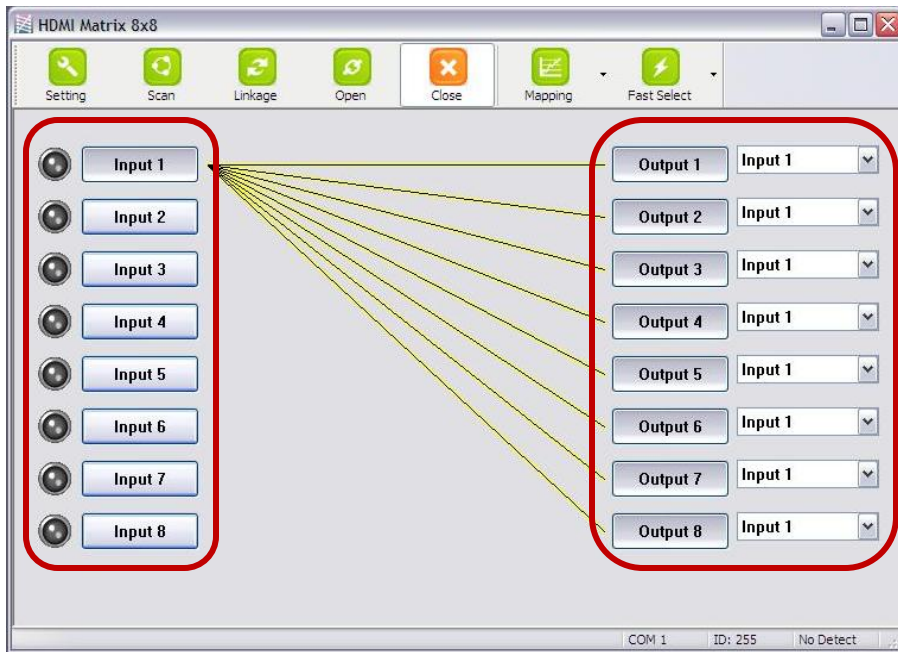 HDMI Matrix 8x8
Setting Scan Linkage Open Close Mapping Fast Select
Input 1 Output 1 Input 1
Input 2 Output 2 Input 1
Input 3 Output 3 Input 1
Input 4 Output 4 Input 1
Input 5 Output 5 Input 1
Input 6 Output 6 Input 1
Input 7 Output 7 Input 1
Input 8 Output 8 Input 1
COM 1 ID: 255 No Detect